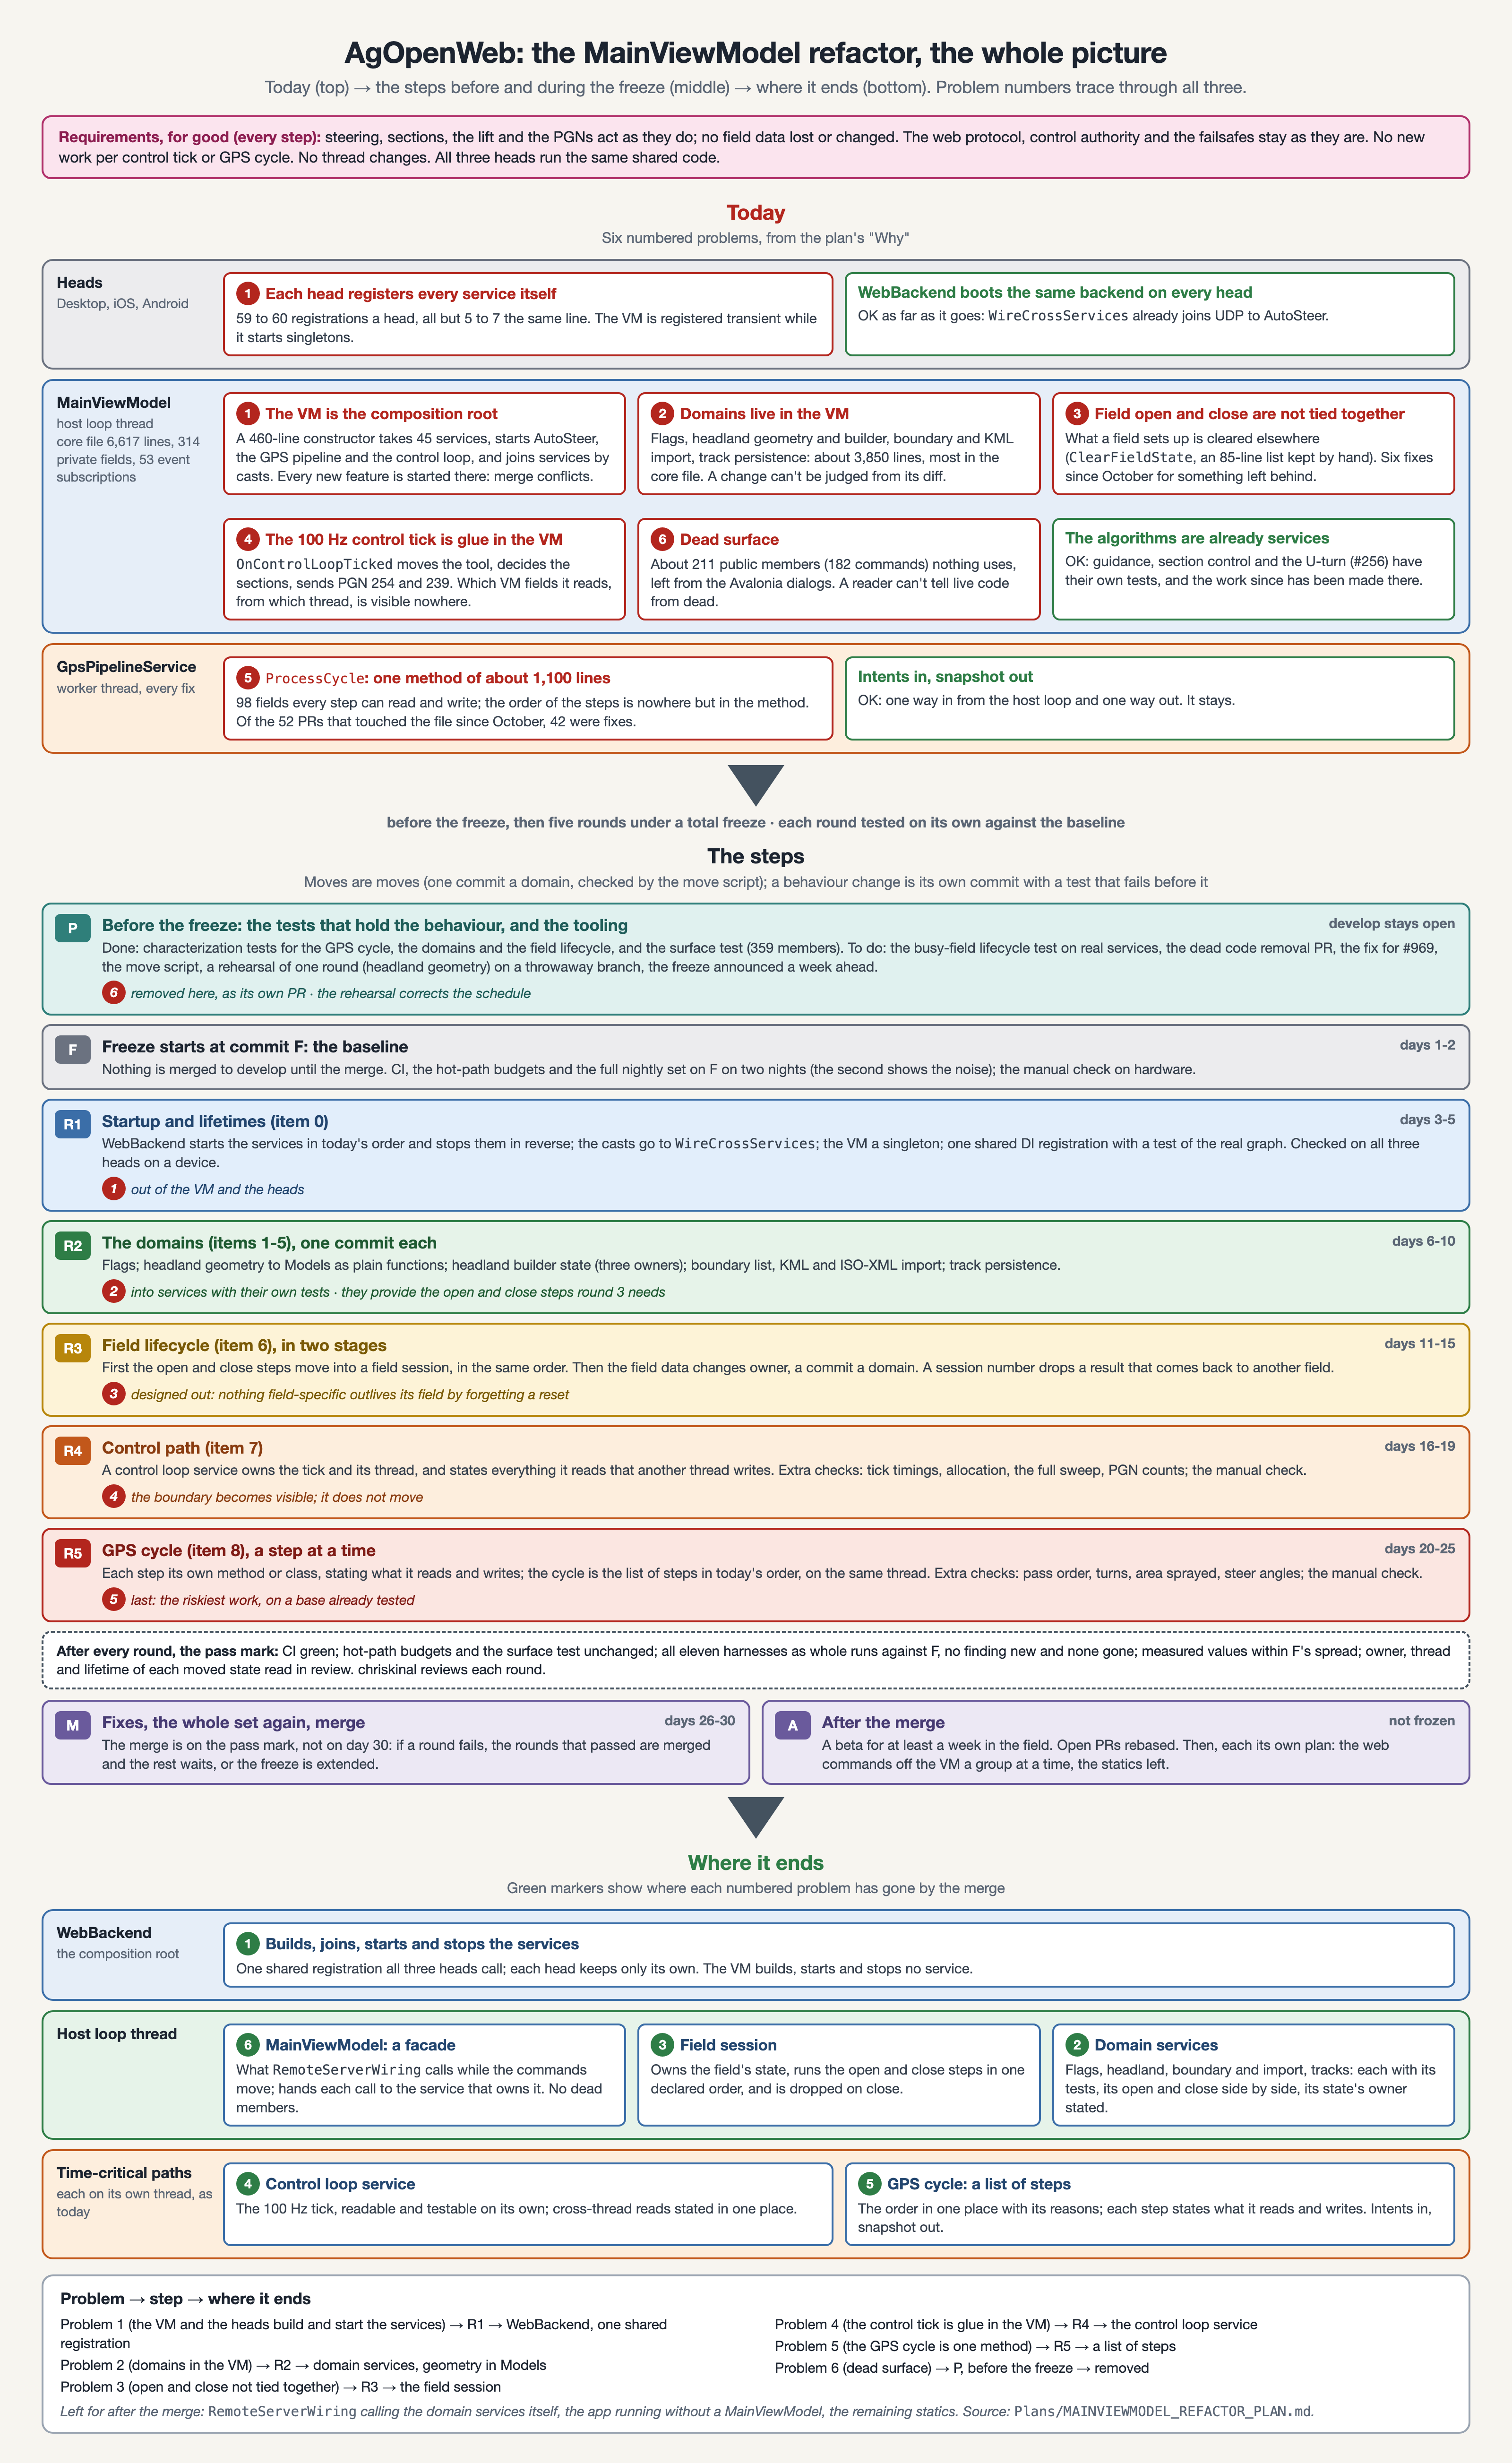 AgOpenWeb: the MainViewModel refactor, the whole picture
Today (top) → the steps before and during the freeze (middle) → where it ends (bottom). Problem numbers trace through all three.
Requirements, for good (every step): steering, sections, the lift and the PGNs act as they do; no field data lost or changed. The web protocol, control authority and the failsafes stay as they are. No new
work per control tick or GPS cycle. No thread changes. All three heads run the same shared code.
Today
Six numbered problems, from the plan's "Why"
Heads
Desktop, iOS, Android
1 Each head registers every service itself
59 to 60 registrations a head, all but 5 to 7 the same line. The VM is registered transient while
it starts singletons.
WebBackend boots the same backend on every head
OK as far as it goes: WireCrossServices already joins UDP to AutoSteer.
MainViewModel
host loop thread
core file 6,617 lines, 314
private fields, 53 event
subscriptions
1 The VM is the composition root
A 460-line constructor takes 45 services, starts AutoSteer,
the GPS pipeline and the control loop, and joins services by
casts. Every new feature is started there: merge conflicts.
2 Domains live in the VM
Flags, headland geometry and builder, boundary and KML
import, track persistence: about 3,850 lines, most in the
core file. A change can't be judged from its diff.
3 Field open and close are not tied together
What a field sets up is cleared elsewhere
(ClearFieldState, an 85-line list kept by hand). Six fixes
since October for something left behind.
4 The 100 Hz control tick is glue in the VM
OnControlLoopTicked moves the tool, decides the
sections, sends PGN 254 and 239. Which VM fields it reads,
from which thread, is visible nowhere.
6 Dead surface
About 211 public members (182 commands) nothing uses,
left from the Avalonia dialogs. A reader can't tell live code
from dead.
The algorithms are already services
OK: guidance, section control and the U-turn (#256) have
their own tests, and the work since has been made there.
GpsPipelineService
worker thread, every fix
5 ProcessCycle: one method of about 1,100 lines
98 fields every step can read and write; the order of the steps is nowhere but in the method.
Of the 52 PRs that touched the file since October, 42 were fixes.
Intents in, snapshot out
OK: one way in from the host loop and one way out. It stays.
before the freeze, then five rounds under a total freeze · each round tested on its own against the baseline
The steps
Moves are moves (one commit a domain, checked by the move script); a behaviour change is its own commit with a test that fails before it
P Before the freeze: the tests that hold the behaviour, and the tooling
develop stays open
Done: characterization tests for the GPS cycle, the domains and the field lifecycle, and the surface test (359 members). To do: the busy-field lifecycle test on real services, the dead code removal PR, the fix for #969,
the move script, a rehearsal of one round (headland geometry) on a throwaway branch, the freeze announced a week ahead.
6 removed here, as its own PR · the rehearsal corrects the schedule
F Freeze starts at commit F: the baseline
days 1-2
Nothing is merged to develop until the merge. CI, the hot-path budgets and the full nightly set on F on two nights (the second shows the noise); the manual check on hardware.
R1 Startup and lifetimes (item 0)
days 3-5
WebBackend starts the services in today's order and stops them in reverse; the casts go to WireCrossServices; the VM a singleton; one shared DI registration with a test of the real graph. Checked on all three
heads on a device.
1 out of the VM and the heads
R2 The domains (items 1-5), one commit each
days 6-10
Flags; headland geometry to Models as plain functions; headland builder state (three owners); boundary list, KML and ISO-XML import; track persistence.
2 into services with their own tests · they provide the open and close steps round 3 needs
R3 Field lifecycle (item 6), in two stages
days 11-15
First the open and close steps move into a field session, in the same order. Then the field data changes owner, a commit a domain. A session number drops a result that comes back to another field.
3 designed out: nothing field-specific outlives its field by forgetting a reset
R4 Control path (item 7)
days 16-19
A control loop service owns the tick and its thread, and states everything it reads that another thread writes. Extra checks: tick timings, allocation, the full sweep, PGN counts; the manual check.
4 the boundary becomes visible; it does not move
R5 GPS cycle (item 8), a step at a time
days 20-25
Each step its own method or class, stating what it reads and writes; the cycle is the list of steps in today's order, on the same thread. Extra checks: pass order, turns, area sprayed, steer angles; the manual check.
5 last: the riskiest work, on a base already tested
After every round, the pass mark: CI green; hot-path budgets and the surface test unchanged; all eleven harnesses as whole runs against F, no finding new and none gone; measured values within F's spread; owner, thread
and lifetime of each moved state read in review. chriskinal reviews each round.
M Fixes, the whole set again, merge
days 26-30
The merge is on the pass mark, not on day 30: if a round fails, the rounds that passed are merged
and the rest waits, or the freeze is extended.
A After the merge
not frozen
A beta for at least a week in the field. Open PRs rebased. Then, each its own plan: the web
commands off the VM a group at a time, the statics left.
Where it ends
Green markers show where each numbered problem has gone by the merge
WebBackend
the composition root
1 Builds, joins, starts and stops the services
One shared registration all three heads call; each head keeps only its own. The VM builds, starts and stops no service.
Host loop thread
6 MainViewModel: a facade
What RemoteServerWiring calls while the commands
move; hands each call to the service that owns it. No dead
members.
3 Field session
Owns the field's state, runs the open and close steps in one
declared order, and is dropped on close.
2 Domain services
Flags, headland, boundary and import, tracks: each with its
tests, its open and close side by side, its state's owner
stated.
Time-critical paths
each on its own thread, as
today
4 Control loop service
The 100 Hz tick, readable and testable on its own; cross-thread reads stated in one place.
5 GPS cycle: a list of steps
The order in one place with its reasons; each step states what it reads and writes. Intents in,
snapshot out.
Problem → step → where it ends
Problem 1 (the VM and the heads build and start the services) → R1 → WebBackend, one shared
registration
Problem 2 (domains in the VM) → R2 → domain services, geometry in Models
Problem 3 (open and close not tied together) → R3 → the field session
Problem 4 (the control tick is glue in the VM) → R4 → the control loop service
Problem 5 (the GPS cycle is one method) → R5 → a list of steps
Problem 6 (dead surface) → P, before the freeze → removed
Left for after the merge: RemoteServerWiring calling the domain services itself, the app running without a MainViewModel, the remaining statics. Source: Plans/MAINVIEWMODEL_REFACTOR_PLAN.md.